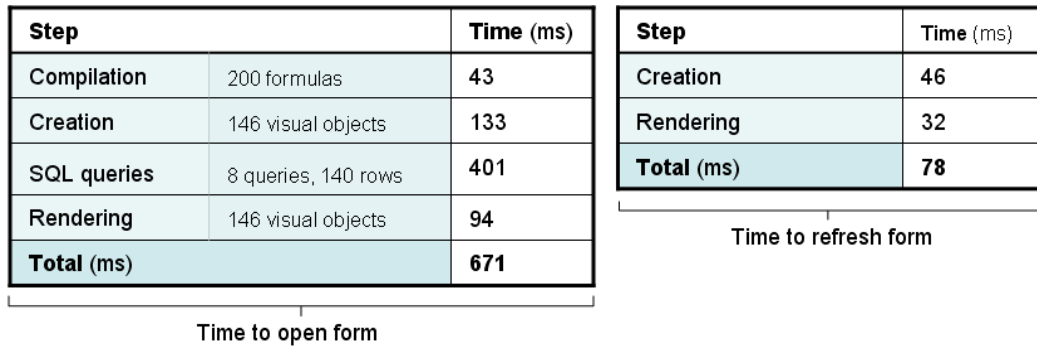 Step Time (ms)
Compilation 200 formulas 43
Creation 146 visual objects 133
SQL queries 8 queries, 140 rows 401
Rendering 146 visual objects 94
Total (ms) 671
Time to open form
Step Time (ms)
Creation 46
Rendering 32
Total (ms) 78
Time to refresh form